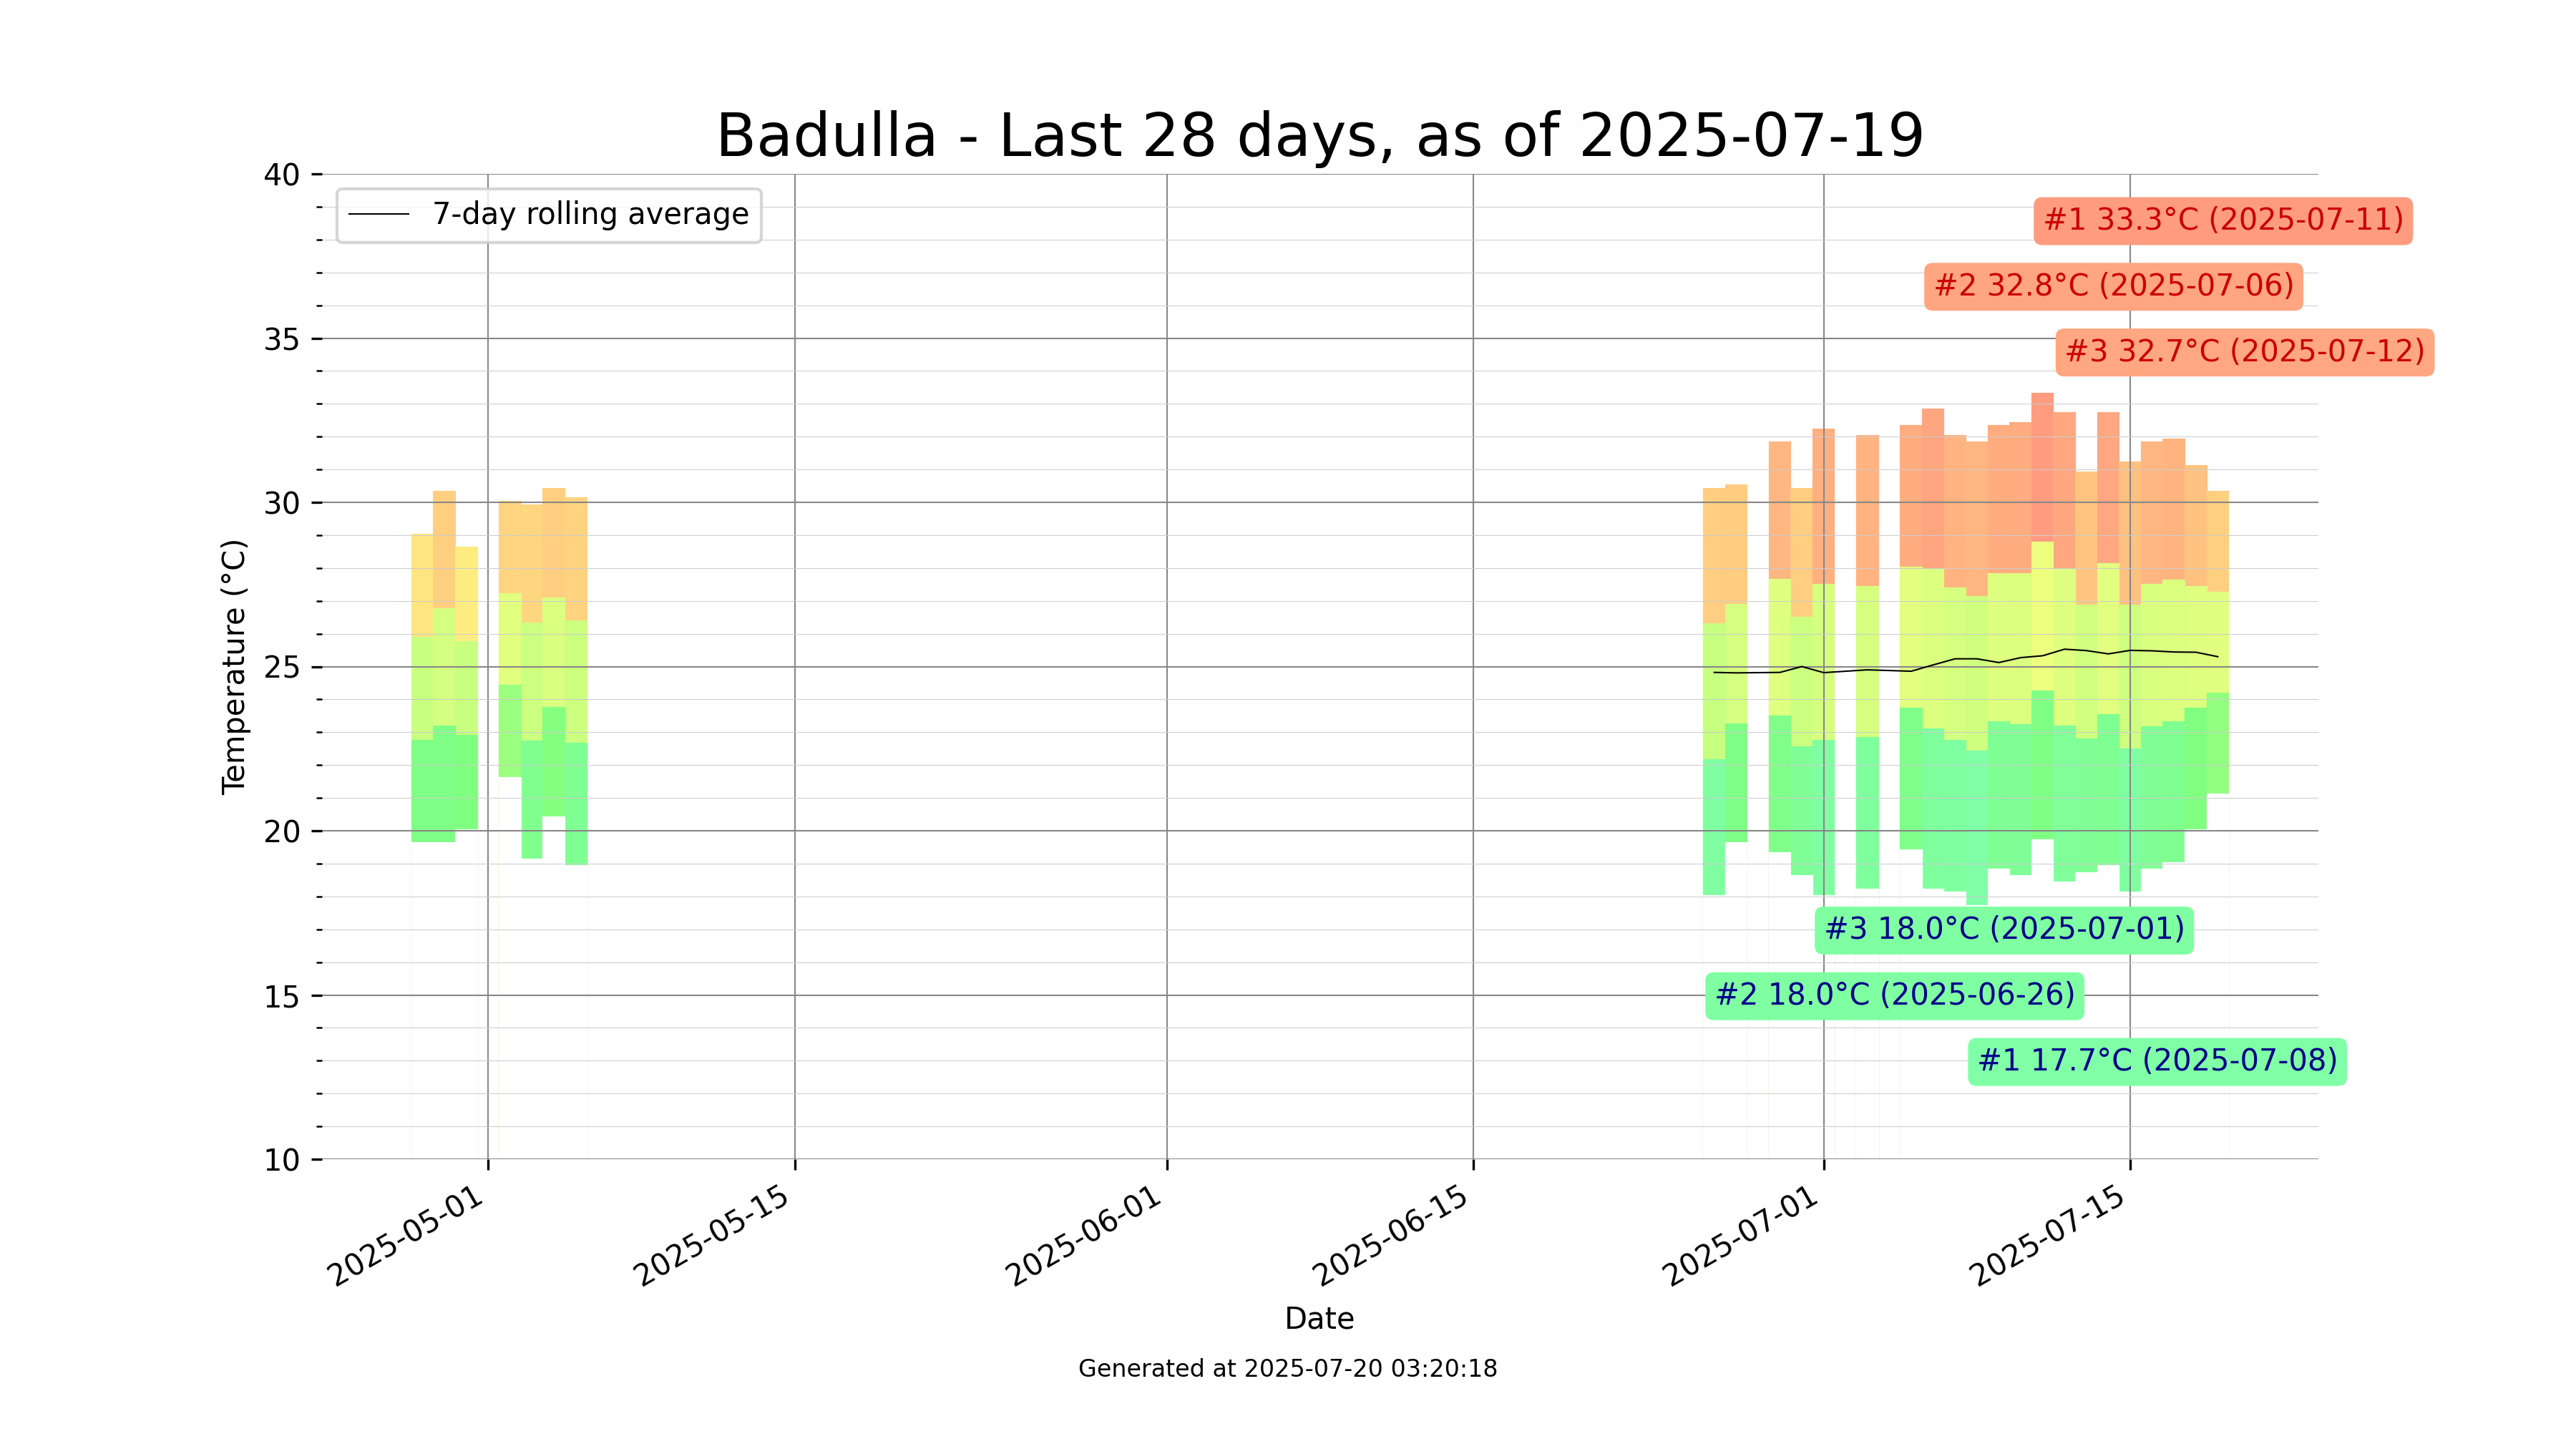 Badulla - Last 28 days, as of 2025-07-19
7-day rolling average
#1 33.3°C (2025-07-11)
#2 32.8°C (2025-07-06)
#3 32.7°C (2025-07-12)
#3 18.0°C (2025-07-01)
#2 18.0°C (2025-06-26)
#1 17.7°C (2025-07-08)
Temperature (°C)
40
35
30
25
20
15
10
2025-05-01
2025-05-15
2025-06-01
2025-06-15
2025-07-01
2025-07-15
Date
Generated at 2025-07-20 03:20:18